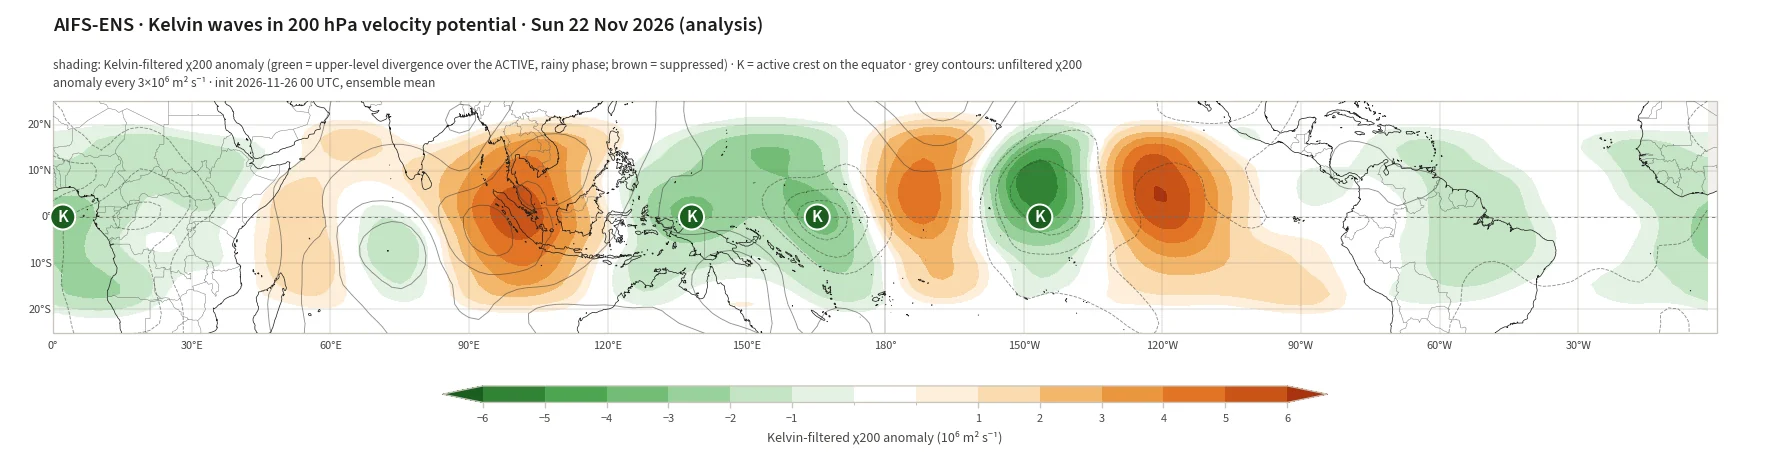 AIFS-ENS · Kelvin waves in 200 hPa velocity potential · Sun 22 Nov 2026 (analysis)
shading: Kelvin-filtered χ200 anomaly (green = upper-level divergence over the ACTIVE, rainy phase; brown = suppressed) · K = active crest on the equator · grey contours: unfiltered χ200
anomaly every 3×10⁶ m² s⁻¹ · init 2026-11-26 00 UTC, ensemble mean
20°N
10°N
0°
10°S
20°S
K K K K
0° 30°E 60°E 90°E 120°E 150°E 180° 150°W 120°W 90°W 60°W 30°W
−6 −5 −4 −3 −2 −1 1 2 3 4 5 6
Kelvin-filtered χ200 anomaly (10⁶ m² s⁻¹)